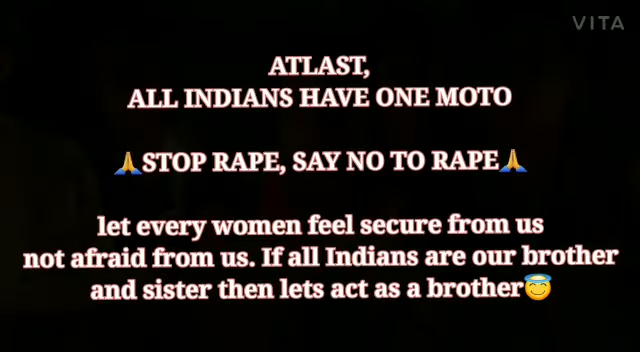 VITA
ATLAST,
ALL INDIANS HAVE ONE MOTO
🙏STOP RAPE, SAY NO TO RAPE🙏
let every women feel secure from us
not afraid from us. If all Indians are our brother
and sister then lets act as a brother😇